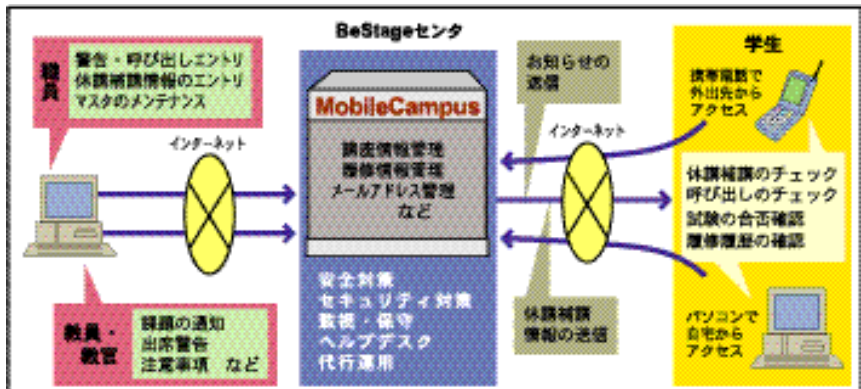 職員
警告・呼び出しエントリ
休講補講情報のエントリ
マスタのメンテナンス
インターネット
教員・
教官
課題の通知
出席警告
注意事項 など
BeStageセンタ
MobileCampus
講座情報管理
履修情報管理
メールアドレス管理
など
安全対策
セキュリティ対策
監視・保守
ヘルプデスク
代行運用
お知らせの
送信
インターネット
休講補講
情報の送信
学生
携帯電話で
外出先から
アクセス
休講補講のチェック
呼び出しのチェック
試験の合否確認
履修履歴の確認
パソコンで
自宅から
アクセス